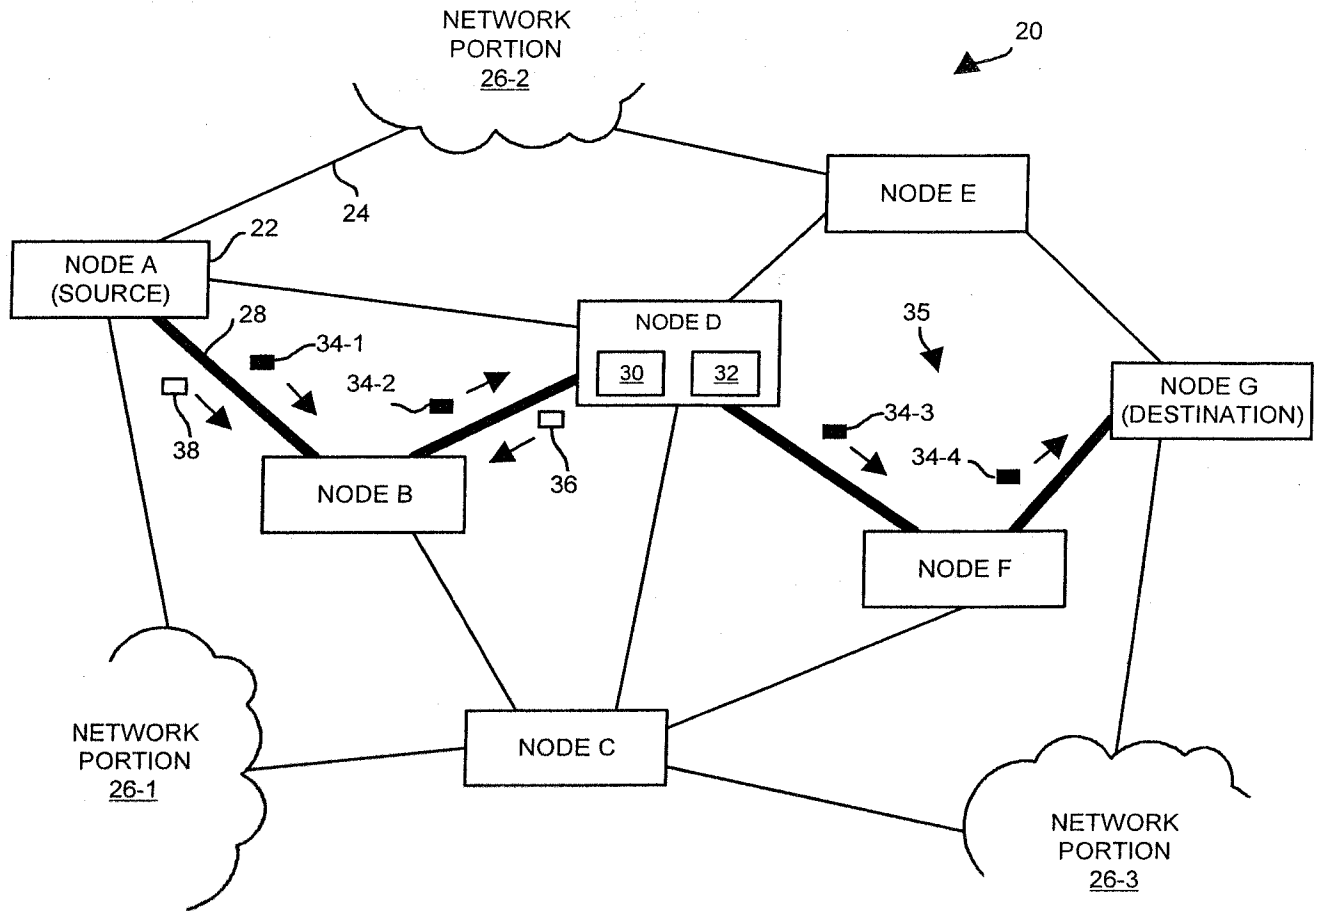 NETWORK
PORTION
26-2
20
NODE E
24
22
NODE A
(SOURCE)
28
34-1
NODE D
30
32
35
34-2
38
36
NODE G
(DESTINATION)
34-3
34-4
NODE B
NODE F
NETWORK
PORTION
26-1
NODE C
NETWORK
PORTION
26-3